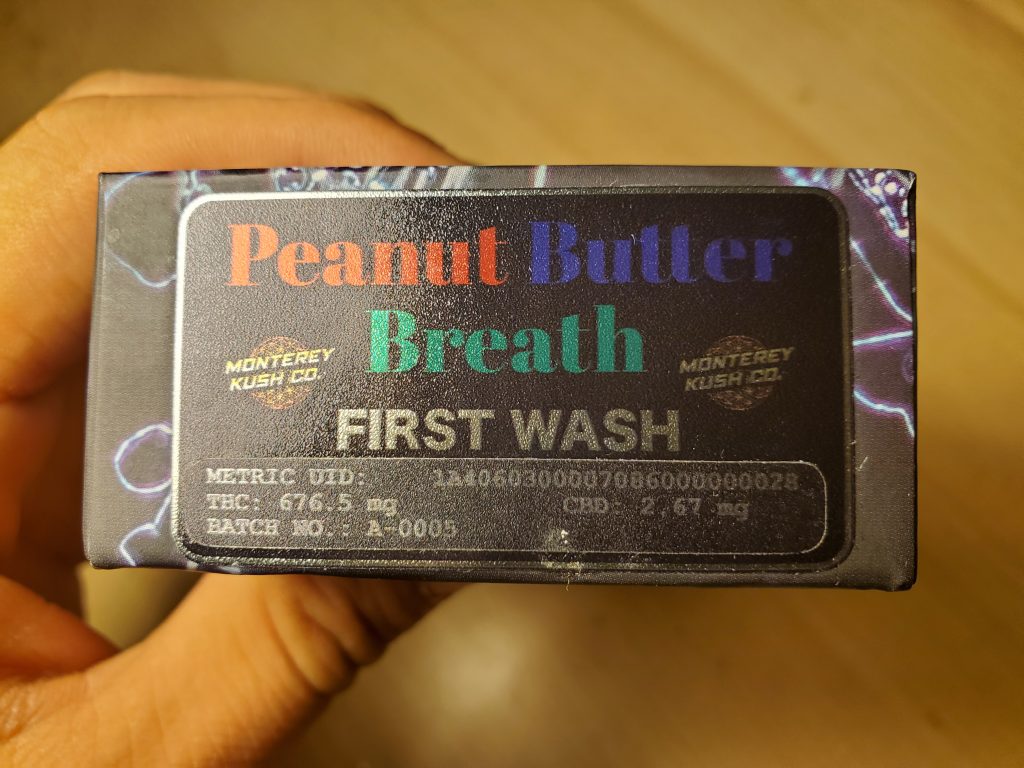 Peanut Butter
Breath
MONTEREY
KUSH CO.
MONTEREY
KUSH CO.
FIRST WASH
METRIC UID: 1A4060300007086000000028
THC: 676.5 mg CBD: 2,67 mg
BATCH NO.: A-0005